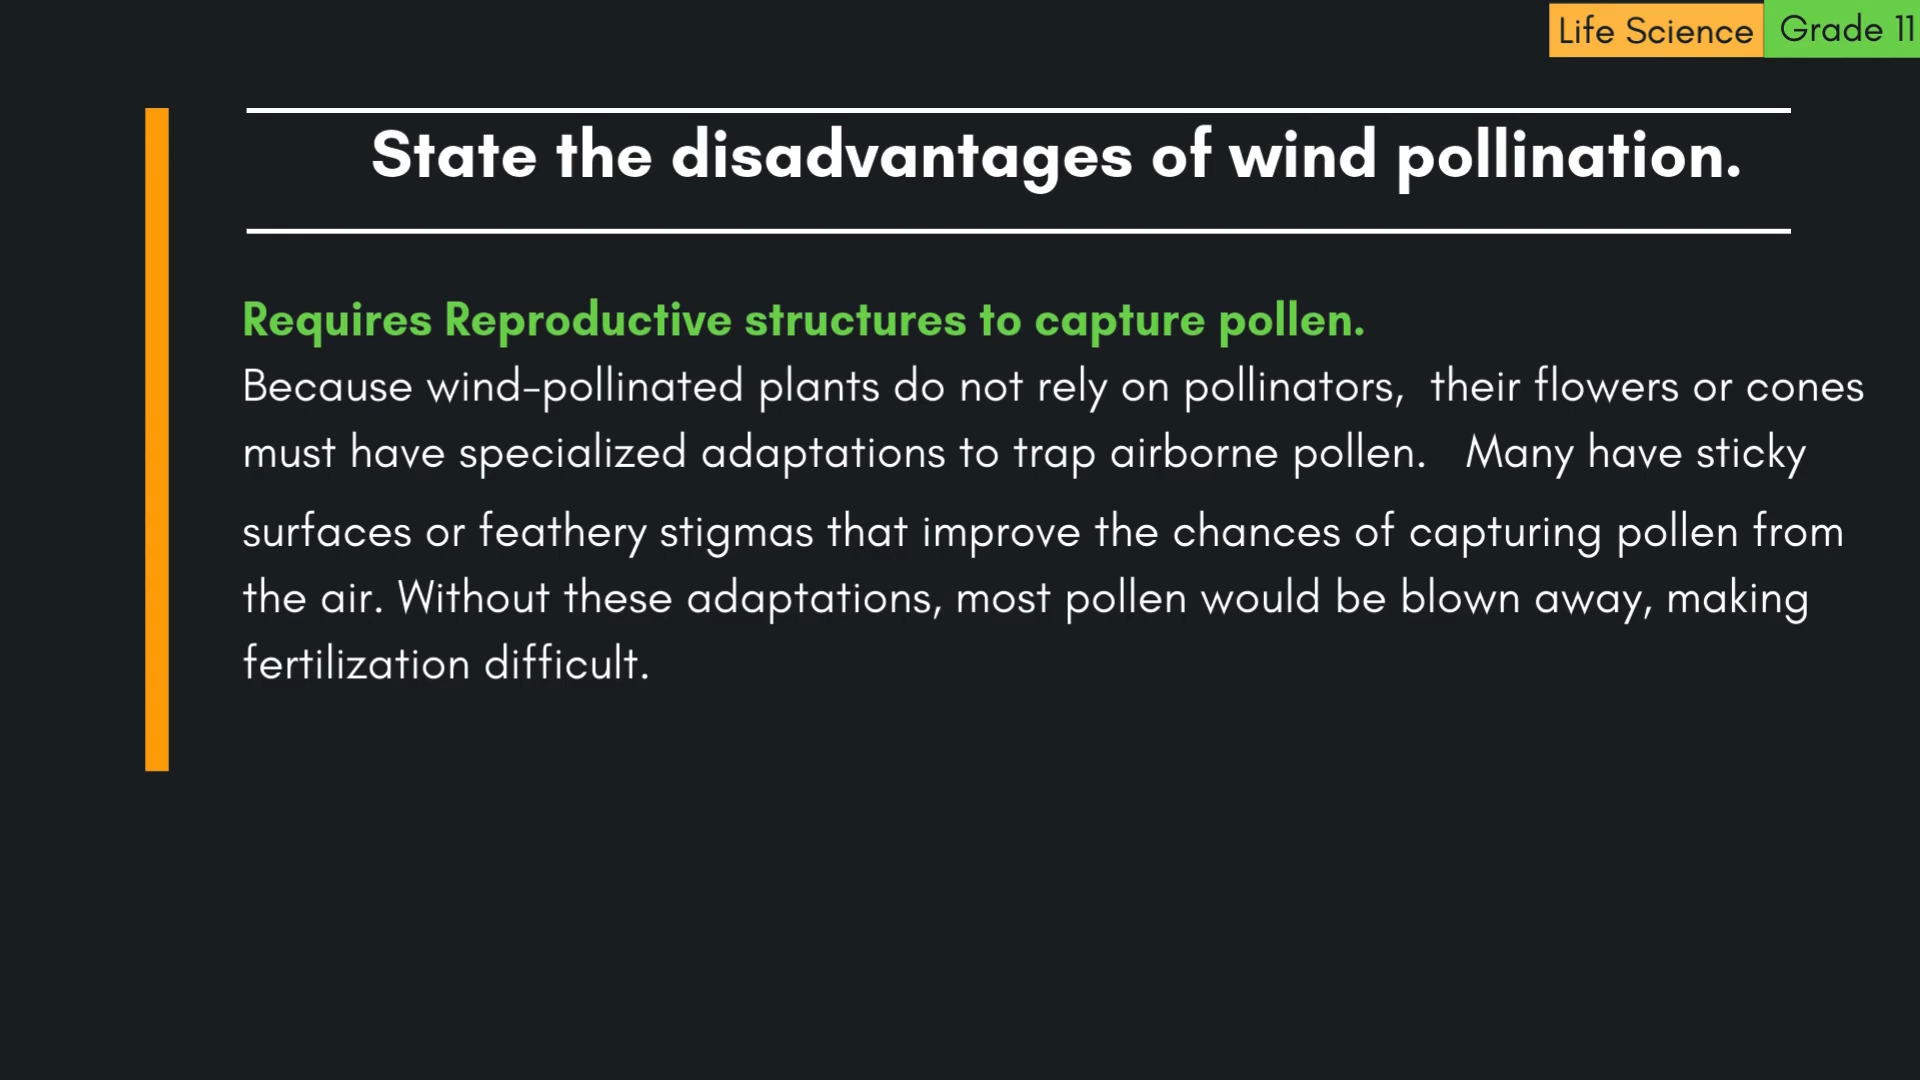 Life Science Grade 11
State the disadvantages of wind pollination.
Requires Reproductive structures to capture pollen.
Because wind-pollinated plants do not rely on pollinators, their flowers or cones
must have specialized adaptations to trap airborne pollen. Many have sticky
surfaces or feathery stigmas that improve the chances of capturing pollen from
the air. Without these adaptations, most pollen would be blown away, making
fertilization difficult.